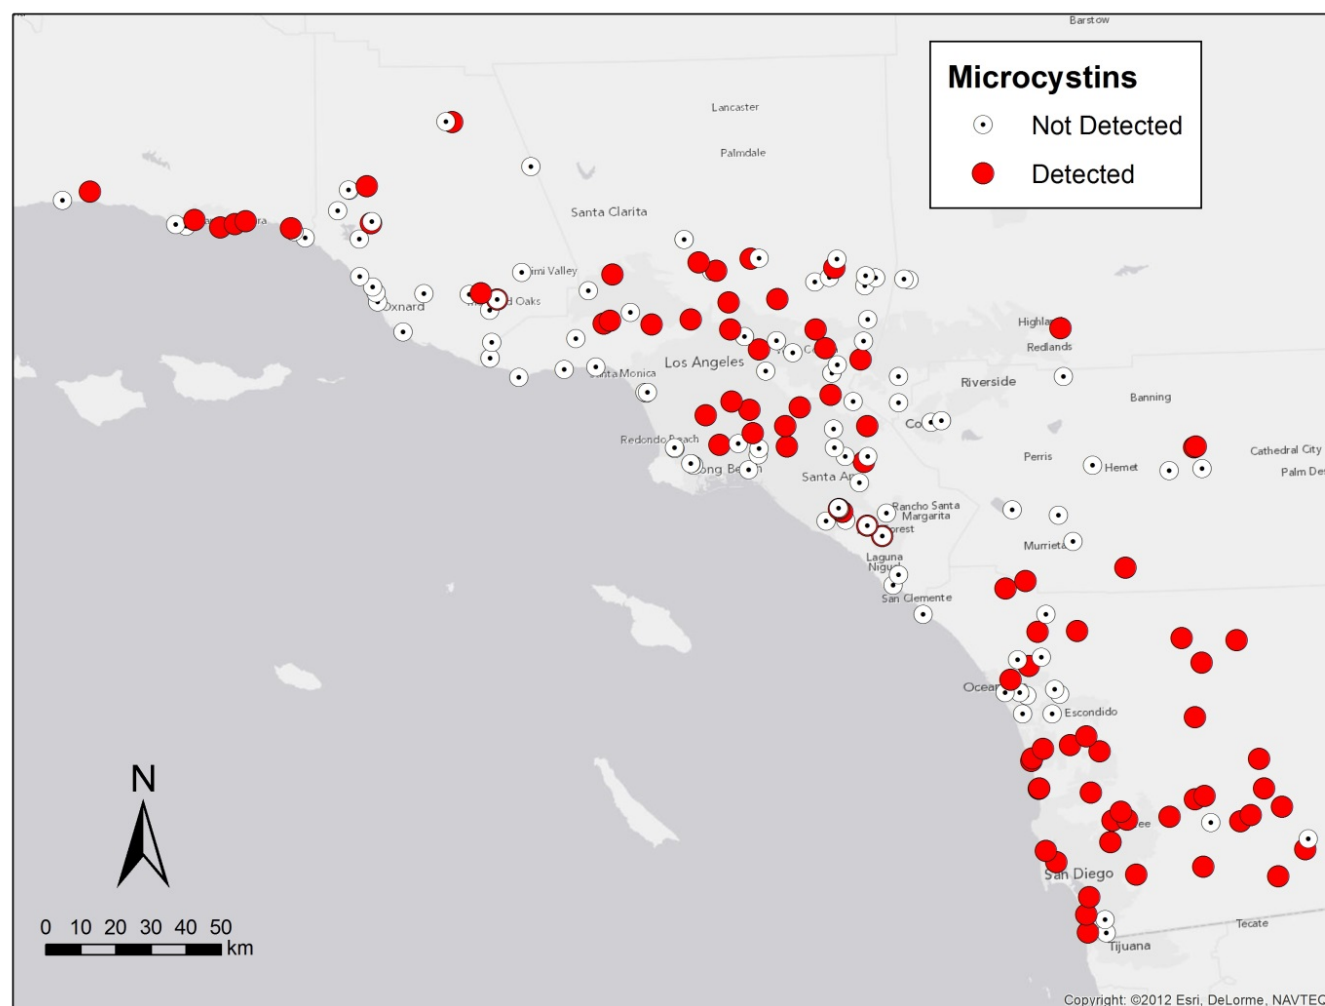 Barstow
Microcystins
Not Detected
Detected
Lancaster
Palmdale
Santa Clarita
Oxnard
Los Angeles
Santa Monica
Redondo Beach
Highland
Redlands
Riverside
Banning
Perris
Hemet
Cathedral City
Palm Des
Rancho Santa
Margarita
Murrieta
Laguna
Niguel
San Clemente
Escondido
San Diego
Tecate
Tijuana
N
0 10 20 30 40 50
km
Copyright: ©2012 Esri, DeLorme, NAVTEQ